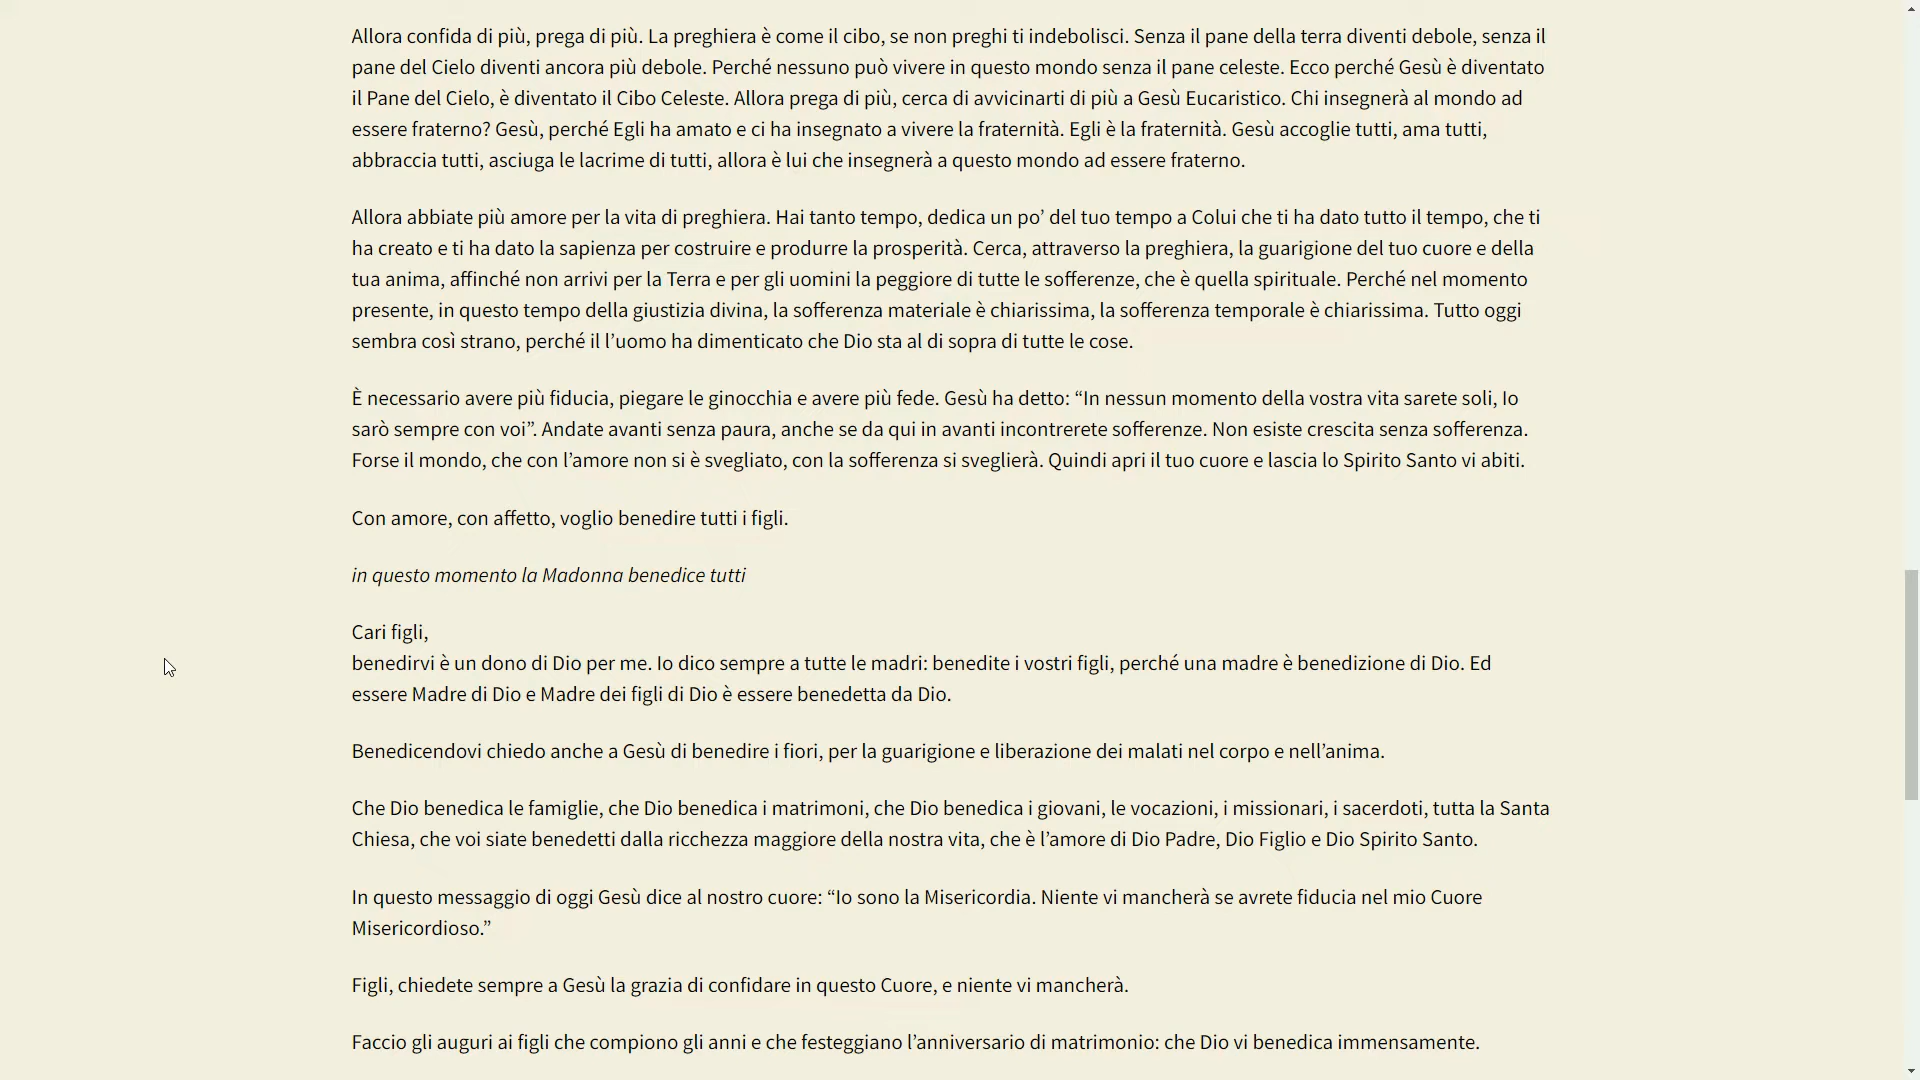 Allora confida di più, prega di più. La preghiera è come il cibo, se non preghi ti indebolisci. Senza il pane della terra diventi debole, senza il
pane del Cielo diventi ancora più debole. Perché nessuno può vivere in questo mondo senza il pane celeste. Ecco perché Gesù è diventato
il Pane del Cielo, è diventato il Cibo Celeste. Allora prega di più, cerca di avvicinarti di più a Gesù Eucaristico. Chi insegnerà al mondo ad
essere fraterno? Gesù, perché Egli ha amato e ci ha insegnato a vivere la fraternità. Egli è la fraternità. Gesù accoglie tutti, ama tutti,
abbraccia tutti, asciuga le lacrime di tutti, allora è lui che insegnerà a questo mondo ad essere fraterno.
Allora abbiate più amore per la vita di preghiera. Hai tanto tempo, dedica un po’ del tuo tempo a Colui che ti ha dato tutto il tempo, che ti
ha creato e ti ha dato la sapienza per costruire e produrre la prosperità. Cerca, attraverso la preghiera, la guarigione del tuo cuore e della
tua anima, affinché non arrivi per la Terra e per gli uomini la peggiore di tutte le sofferenze, che è quella spirituale. Perché nel momento
presente, in questo tempo della giustizia divina, la sofferenza materiale è chiarissima, la sofferenza temporale è chiarissima. Tutto oggi
sembra così strano, perché il l’uomo ha dimenticato che Dio sta al di sopra di tutte le cose.
È necessario avere più fiducia, piegare le ginocchia e avere più fede. Gesù ha detto: “In nessun momento della vostra vita sarete soli, Io
sarò sempre con voi”. Andate avanti senza paura, anche se da qui in avanti incontrerete sofferenze. Non esiste crescita senza sofferenza.
Forse il mondo, che con l’amore non si è svegliato, con la sofferenza si sveglierà. Quindi apri il tuo cuore e lascia lo Spirito Santo vi abiti.
Con amore, con affetto, voglio benedire tutti i figli.
in questo momento la Madonna benedice tutti
Cari figli,
benedirvi è un dono di Dio per me. Io dico sempre a tutte le madri: benedite i vostri figli, perché una madre è benedizione di Dio. Ed
essere Madre di Dio e Madre dei figli di Dio è essere benedetta da Dio.
Benedicendovi chiedo anche a Gesù di benedire i fiori, per la guarigione e liberazione dei malati nel corpo e nell’anima.
Che Dio benedica le famiglie, che Dio benedica i matrimoni, che Dio benedica i giovani, le vocazioni, i missionari, i sacerdoti, tutta la Santa
Chiesa, che voi siate benedetti dalla ricchezza maggiore della nostra vita, che è l’amore di Dio Padre, Dio Figlio e Dio Spirito Santo.
In questo messaggio di oggi Gesù dice al nostro cuore: “Io sono la Misericordia. Niente vi mancherà se avrete fiducia nel mio Cuore
Misericordioso.”
Figli, chiedete sempre a Gesù la grazia di confidare in questo Cuore, e niente vi mancherà.
Faccio gli auguri ai figli che compiono gli anni e che festeggiano l’anniversario di matrimonio: che Dio vi benedica immensamente.